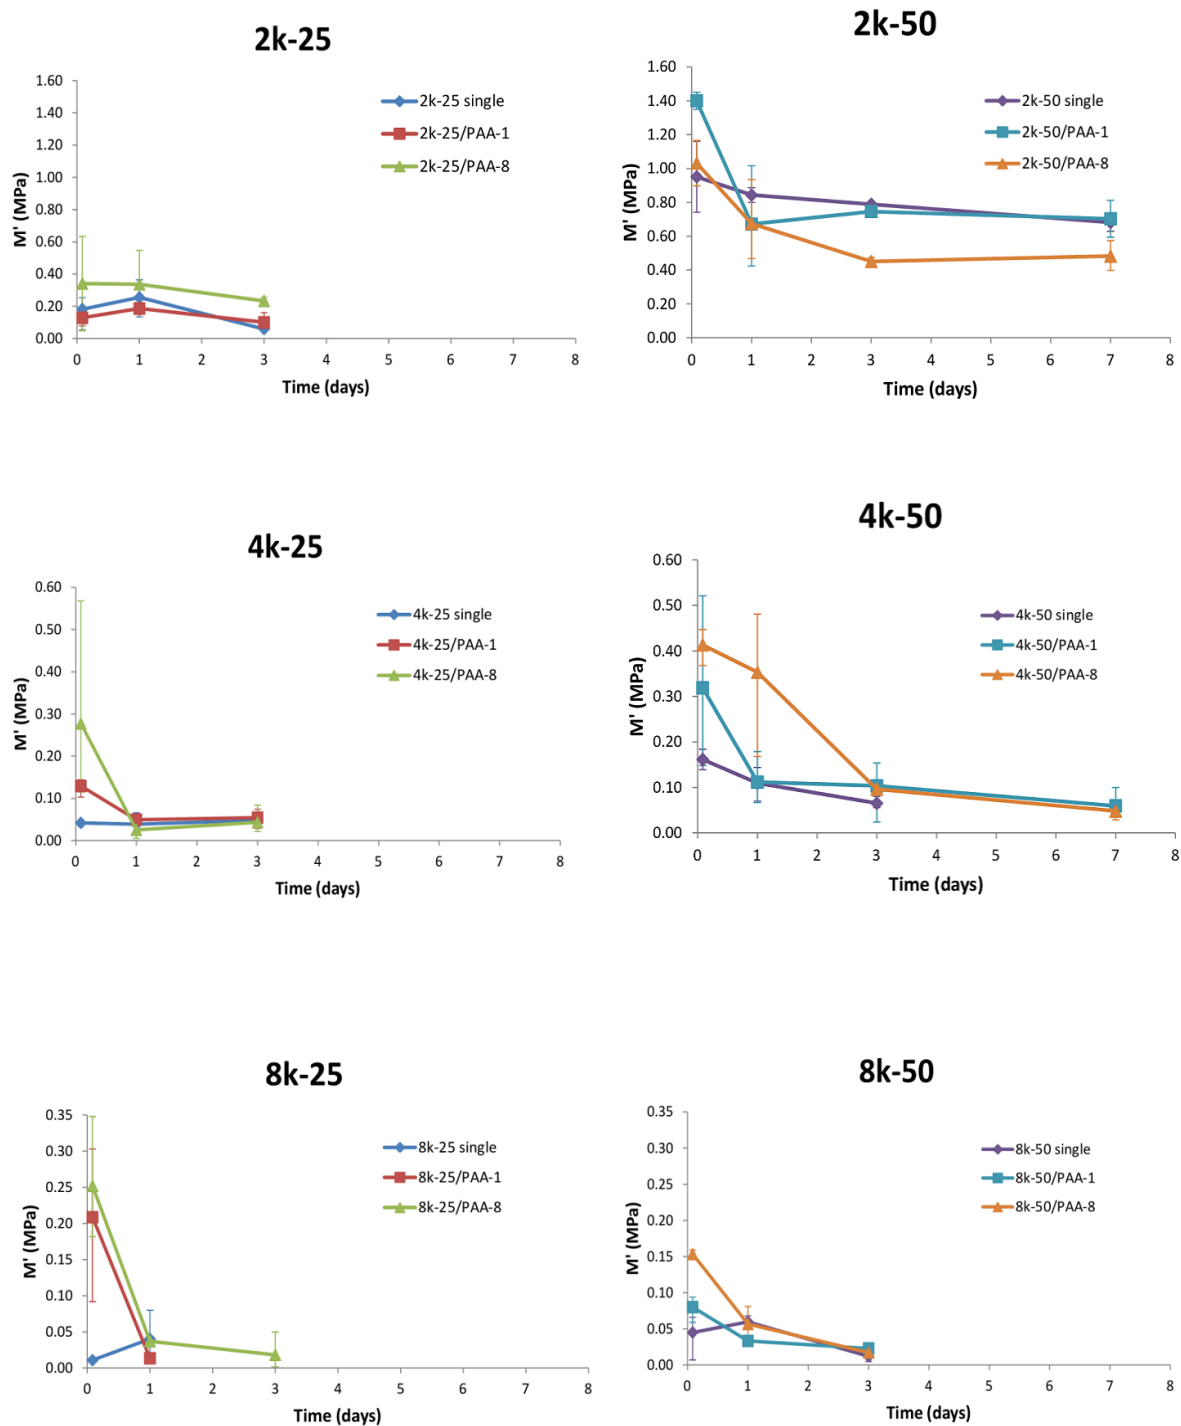 2k-25
1.60
1.40
1.20
1.00
0.80
0.60
0.40
0.20
0.00
M' (MPa)
0 1 2 3 4 5 6 7 8
Time (days)
2k-25 single
2k-25/PAA-1
2k-25/PAA-8
2k-50
1.60
1.40
1.20
1.00
0.80
0.60
0.40
0.20
0.00
M' (MPa)
0 1 2 3 4 5 6 7 8
Time (days)
2k-50 single
2k-50/PAA-1
2k-50/PAA-8
4k-25
0.60
0.50
0.40
0.30
0.20
0.10
0.00
M' (MPa)
0 1 2 3 4 5 6 7 8
Time (days)
4k-25 single
4k-25/PAA-1
4k-25/PAA-8
4k-50
0.60
0.50
0.40
0.30
0.20
0.10
0.00
M' (MPa)
0 1 2 3 4 5 6 7 8
Time (days)
4k-50 single
4k-50/PAA-1
4k-50/PAA-8
8k-25
0.35
0.30
0.25
0.20
0.15
0.10
0.05
0.00
M' (MPa)
0 1 2 3 4 5 6 7 8
Time (days)
8k-25 single
8k-25/PAA-1
8k-25/PAA-8
8k-50
0.35
0.30
0.25
0.20
0.15
0.10
0.05
0.00
M' (MPa)
0 1 2 3 4 5 6 7 8
Time (days)
8k-50 single
8k-50/PAA-1
8k-50/PAA-8